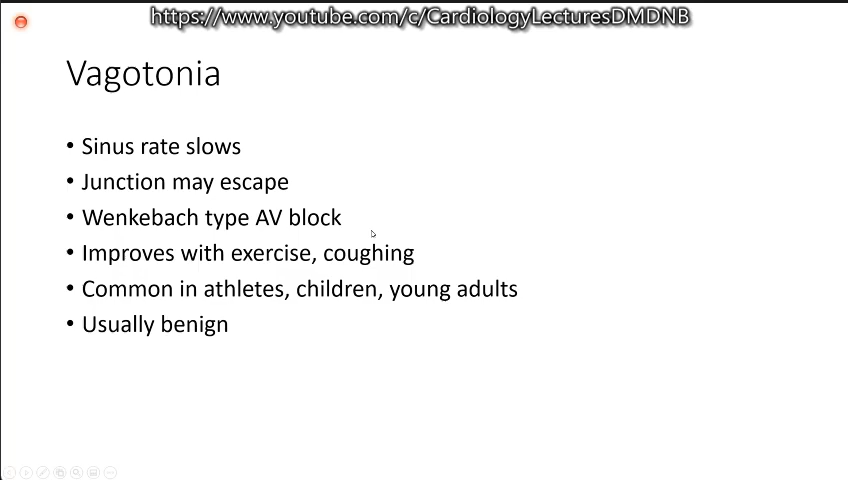 https://www.youtube.com/c/CardiologyLecturesDMDNB
Vagotonia
• Sinus rate slows
• Junction may escape
• Wenkebach type AV block
• Improves with exercise, coughing
• Common in athletes, children, young adults
• Usually benign